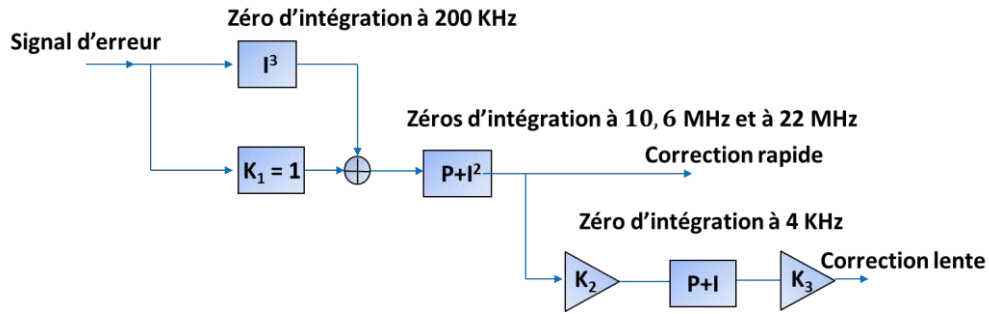 Zéro d'intégration à 200 KHz
Signal d'erreur
I³
Zéros d'intégration à 10, 6 MHz et à 22 MHz
K₁ = 1
P+I²
Correction rapide
Zéro d'intégration à 4 KHz
K₂
P+I
K₃
Correction lente